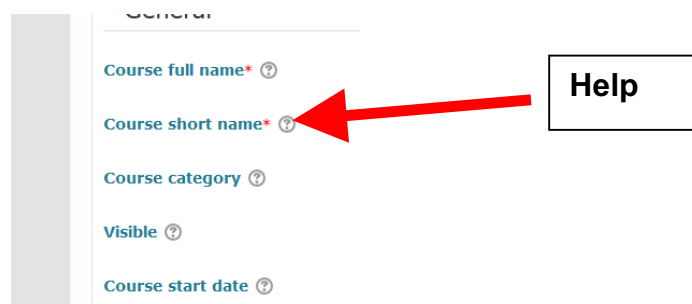 General
Course full name*
Help
Course short name*
Course category
Visible
Course start date